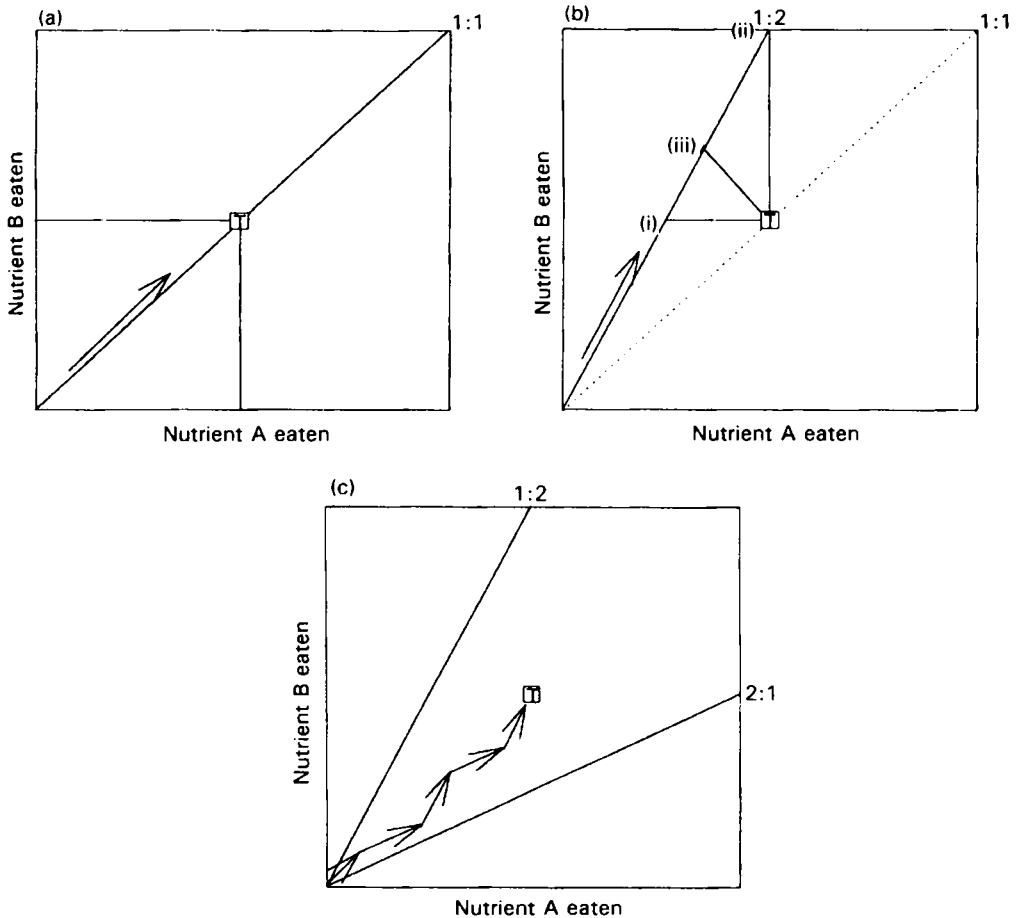 (a)
1:1
Nutrient B eaten
T
Nutrient A eaten
(b)
1:2
1:1
(ii)
(iii)
(i)
Nutrient B eaten
T
Nutrient A eaten
(c)
1:2
Nutrient B eaten
T
2:1
Nutrient A eaten